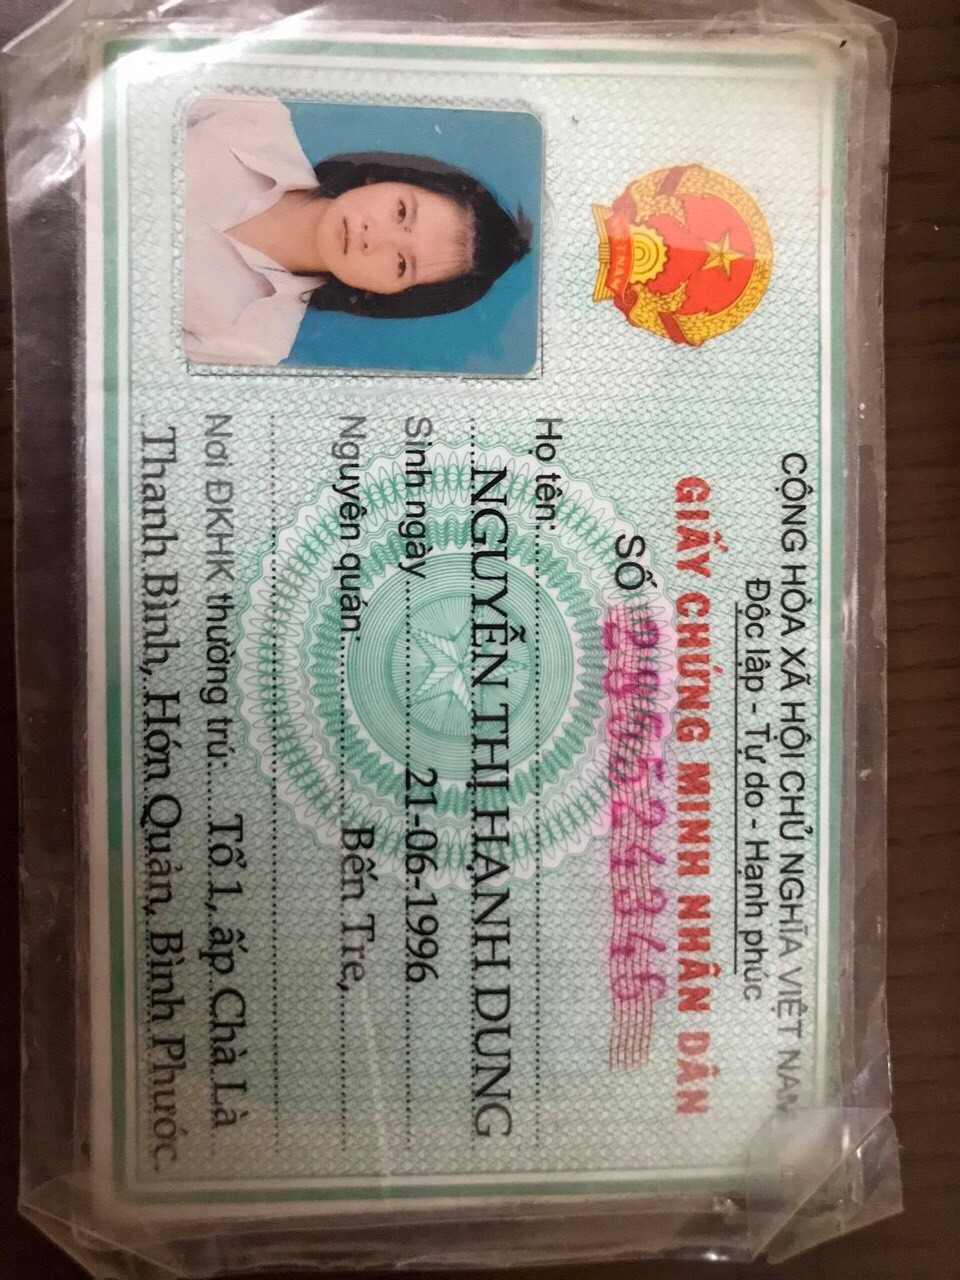 CỘNG HÒA XÃ HỘI CHỦ NGHĨA VIỆT NAM
Độc lập - Tự do - Hạnh phúc
GIẤY CHỨNG MINH NHÂN DÂN
SỐ
Họ tên:
NGUYỄN THỊ HẠNH DUNG
Sinh ngày 21-06-1996
Nguyên quán: Bến Tre,
Nơi ĐKHK thường trú: Tổ 1, ấp Chà Là
Thanh Bình, Hớn Quản, Bình Phước.